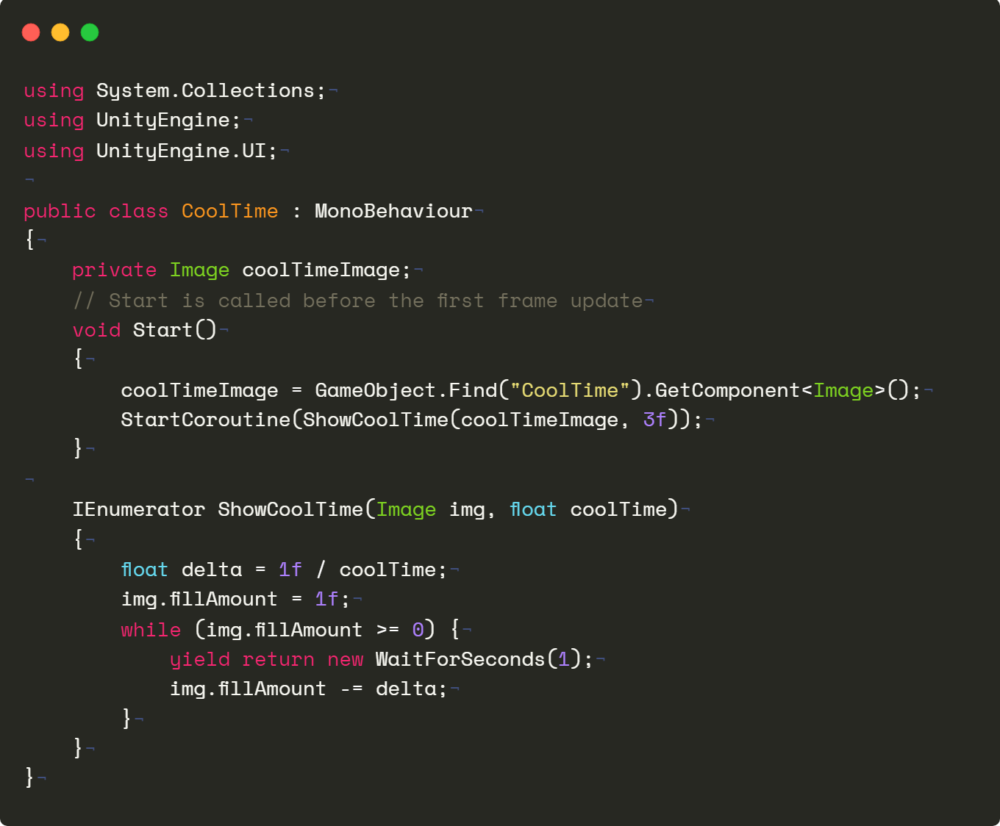 using System.Collections;¬
using UnityEngine;¬
using UnityEngine.UI;¬
¬
public class CoolTime : MonoBehaviour¬
{¬
    private Image coolTimeImage;¬
    // Start is called before the first frame update¬
    void Start()¬
    {¬
        coolTimeImage = GameObject.Find("CoolTime").GetComponent<Image>();¬
        StartCoroutine(ShowCoolTime(coolTimeImage, 3f));¬
    }¬
¬
    IEnumerator ShowCoolTime(Image img, float coolTime)¬
    {¬
        float delta = 1f / coolTime;¬
        img.fillAmount = 1f;¬
        while (img.fillAmount >= 0) {¬
            yield return new WaitForSeconds(1);¬
            img.fillAmount -= delta;¬
        }¬
    }¬
}¬